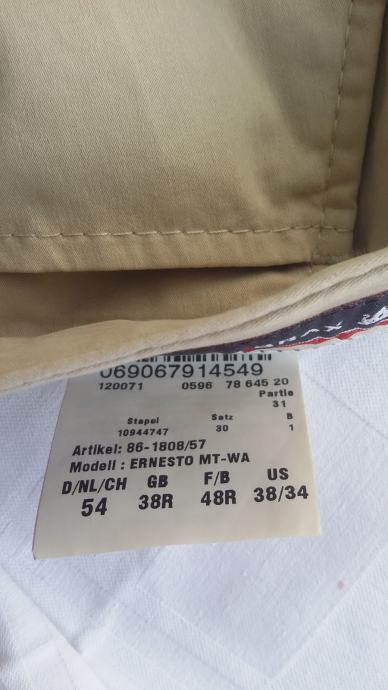 069067914549
120071 0596 78 645 20
Partie
31
Stapel Satz B
10944747 30 1
Artikel: 86-1808/57
Modell : ERNESTO MT-WA
D/NL/CH GB F/B US
54 38R 48R 38/34